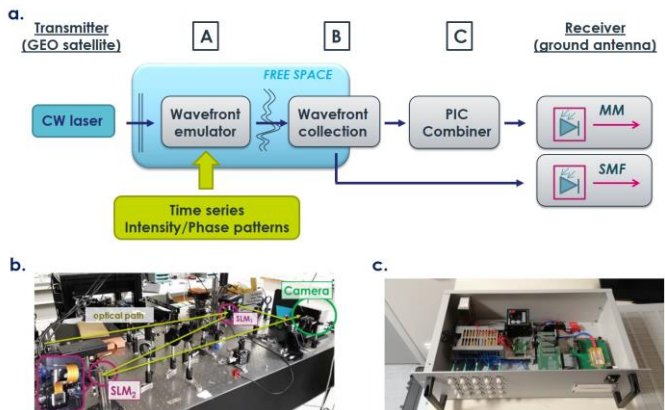 a.
Transmitter
(GEO satellite)
A
B
C
Receiver
(ground antenna)
FREE SPACE
CW laser
Wavefront
emulator
Wavefront
collection
PIC
Combiner
MM
SMF
Time series
Intensity/Phase patterns
b.
c.
Camera
optical path
SLM₁
SLM₂